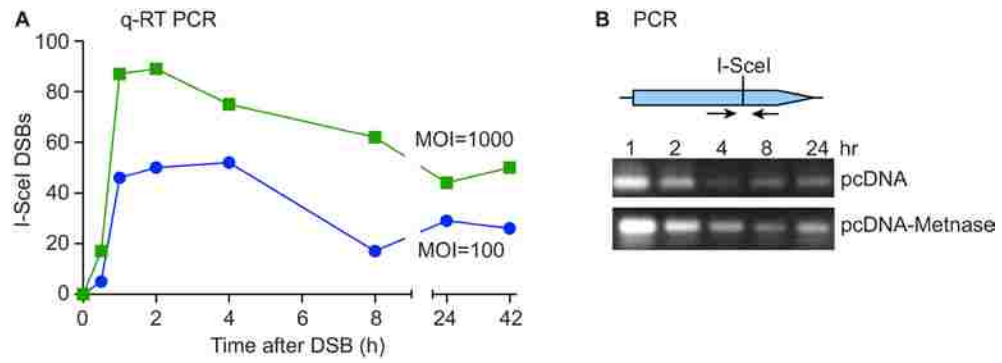 A
q-RT PCR
I-SceI DSBs
100
80
60
40
20
0
MOI=1000
MOI=100
0 2 4 8 24 42
Time after DSB (h)
B
PCR
I-SceI
1 2 4 8 24 hr
pcDNA
pcDNA-Metnase